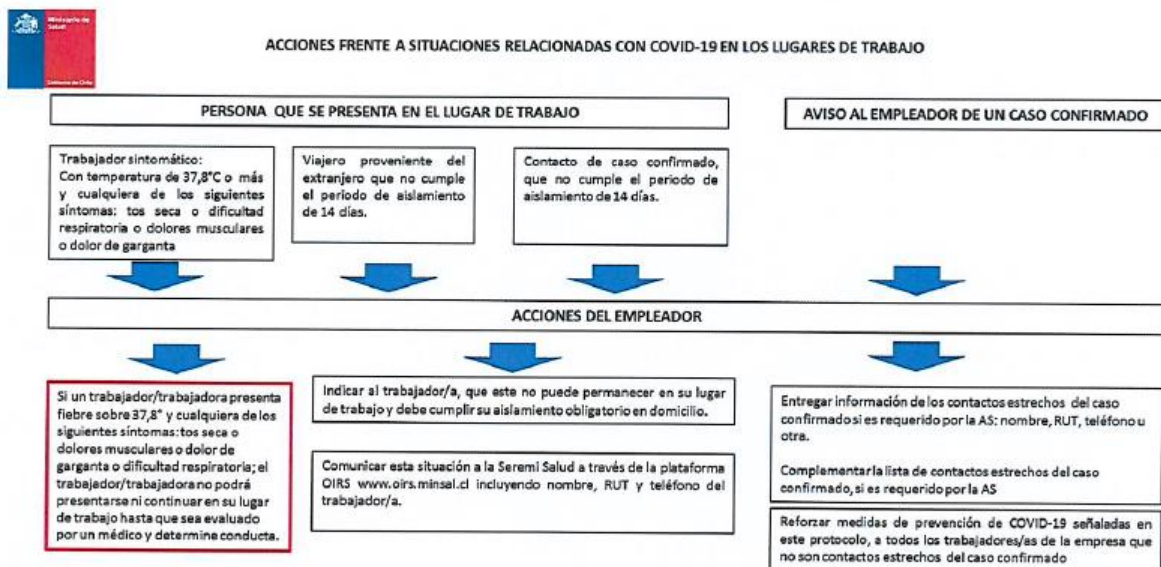 Ministerio de
Salud
Gobierno de Chile
ACCIONES FRENTE A SITUACIONES RELACIONADAS CON COVID-19 EN LOS LUGARES DE TRABAJO
PERSONA QUE SE PRESENTA EN EL LUGAR DE TRABAJO
AVISO AL EMPLEADOR DE UN CASO CONFIRMADO
Trabajador sintomático:
Con temperatura de 37,8°C o más
y cualquiera de los siguientes
síntomas: tos seca o dificultad
respiratoria o dolores musculares
o dolor de garganta
Viajero proveniente del
extranjero que no cumple
el periodo de aislamiento
de 14 días.
Contacto de caso confirmado,
que no cumple el periodo de
aislamiento de 14 días.
ACCIONES DEL EMPLEADOR
Si un trabajador/trabajadora presenta
fiebre sobre 37,8° y cualquiera de los
siguientes síntomas: tos seca o
dolores musculares o dolor de
garganta o dificultad respiratoria; el
trabajador/trabajadora no podrá
presentarse ni continuar en su lugar
de trabajo hasta que sea evaluado
por un médico y determine conducta.
Indicar al trabajador/a, que este no puede permanecer en su lugar
de trabajo y debe cumplir su aislamiento obligatorio en domicilio.
Comunicar esta situación a la Seremi Salud a través de la plataforma
OIRS www.oirs.minsal.cl incluyendo nombre, RUT y teléfono del
trabajador/a.
Entregar información de los contactos estrechos del caso
confirmado si es requerido por la AS: nombre, RUT, teléfono u
otra.
Complementar la lista de contactos estrechos del caso
confirmado, si es requerido por la AS
Reforzar medidas de prevención de COVID-19 señaladas en
este protocolo, a todos los trabajadores/as de la empresa que
no son contactos estrechos del caso confirmado